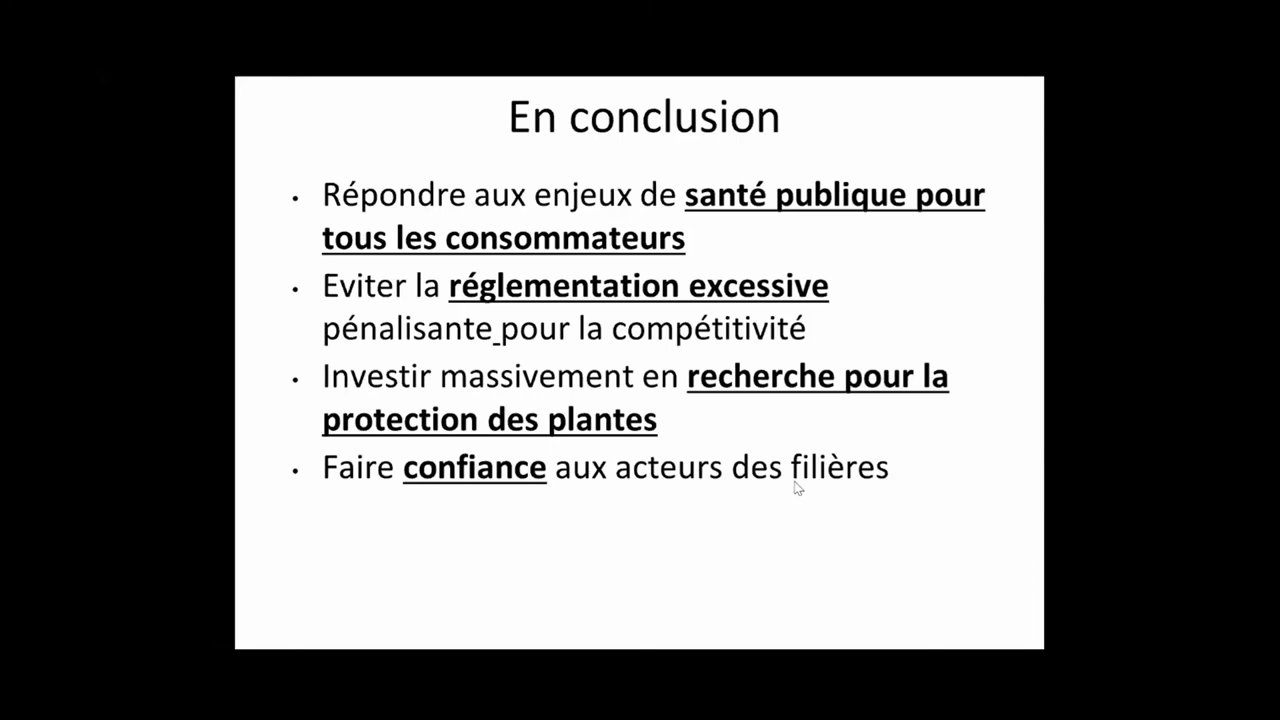 En conclusion
• Répondre aux enjeux de santé publique pour
tous les consommateurs
• Eviter la réglementation excessive
pénalisante pour la compétitivité
• Investir massivement en recherche pour la
protection des plantes
• Faire confiance aux acteurs des filières